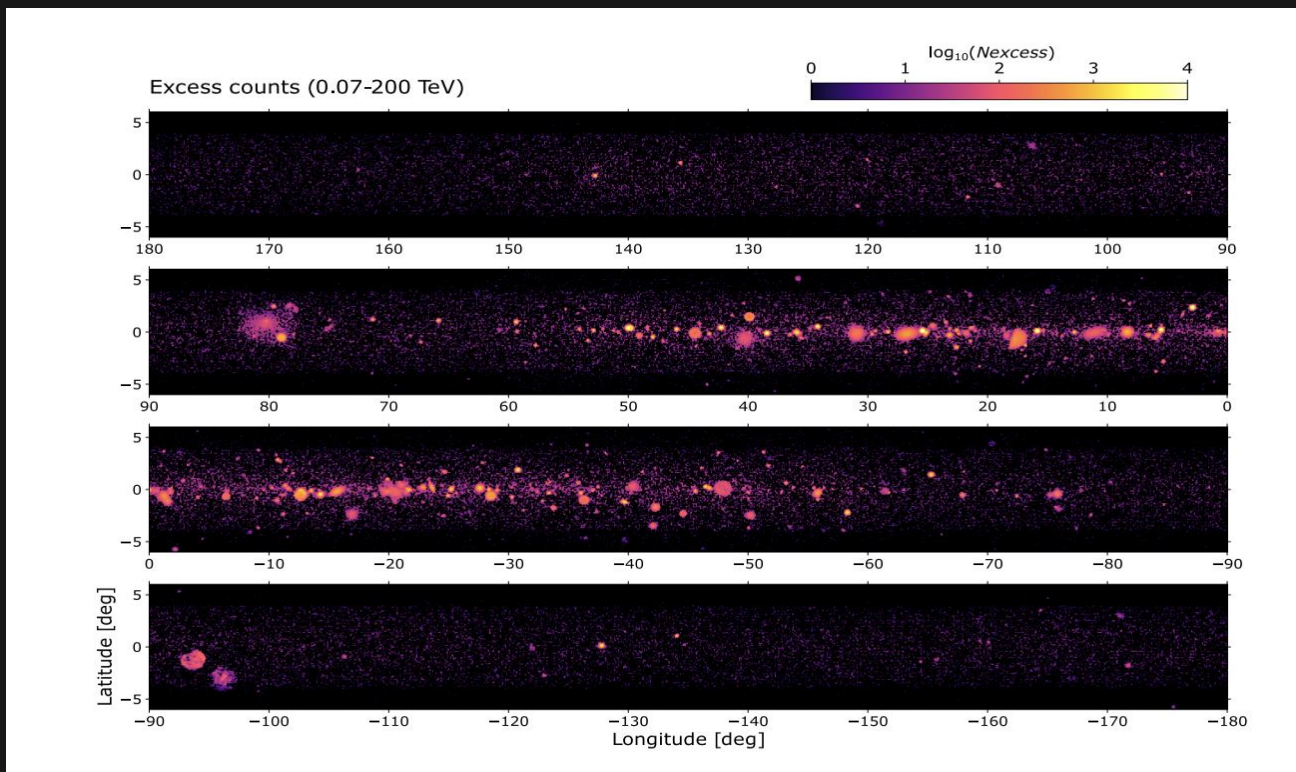 log₁₀(Nexcess)
0 1 2 3 4
Excess counts (0.07-200 TeV)
5
0
−5
180 170 160 150 140 130 120 110 100 90
5
0
−5
90 80 70 60 50 40 30 20 10 0
5
0
−5
0 −10 −20 −30 −40 −50 −60 −70 −80 −90
5
0
−5
Latitude [deg]
−90 −100 −110 −120 −130 −140 −150 −160 −170 −180
Longitude [deg]